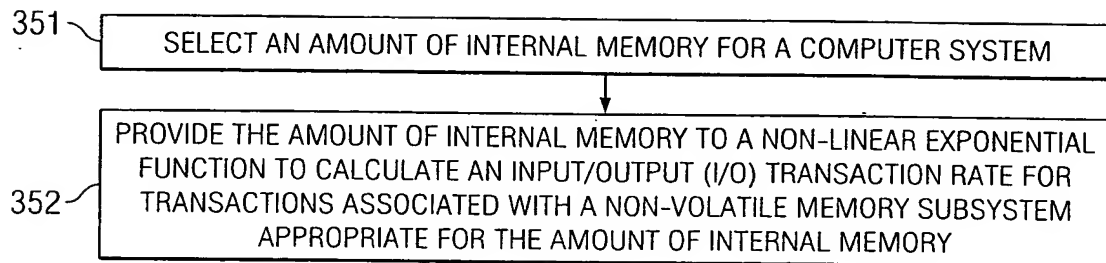 351
SELECT AN AMOUNT OF INTERNAL MEMORY FOR A COMPUTER SYSTEM
352
PROVIDE THE AMOUNT OF INTERNAL MEMORY TO A NON-LINEAR EXPONENTIAL
FUNCTION TO CALCULATE AN INPUT/OUTPUT (I/O) TRANSACTION RATE FOR
TRANSACTIONS ASSOCIATED WITH A NON-VOLATILE MEMORY SUBSYSTEM
APPROPRIATE FOR THE AMOUNT OF INTERNAL MEMORY